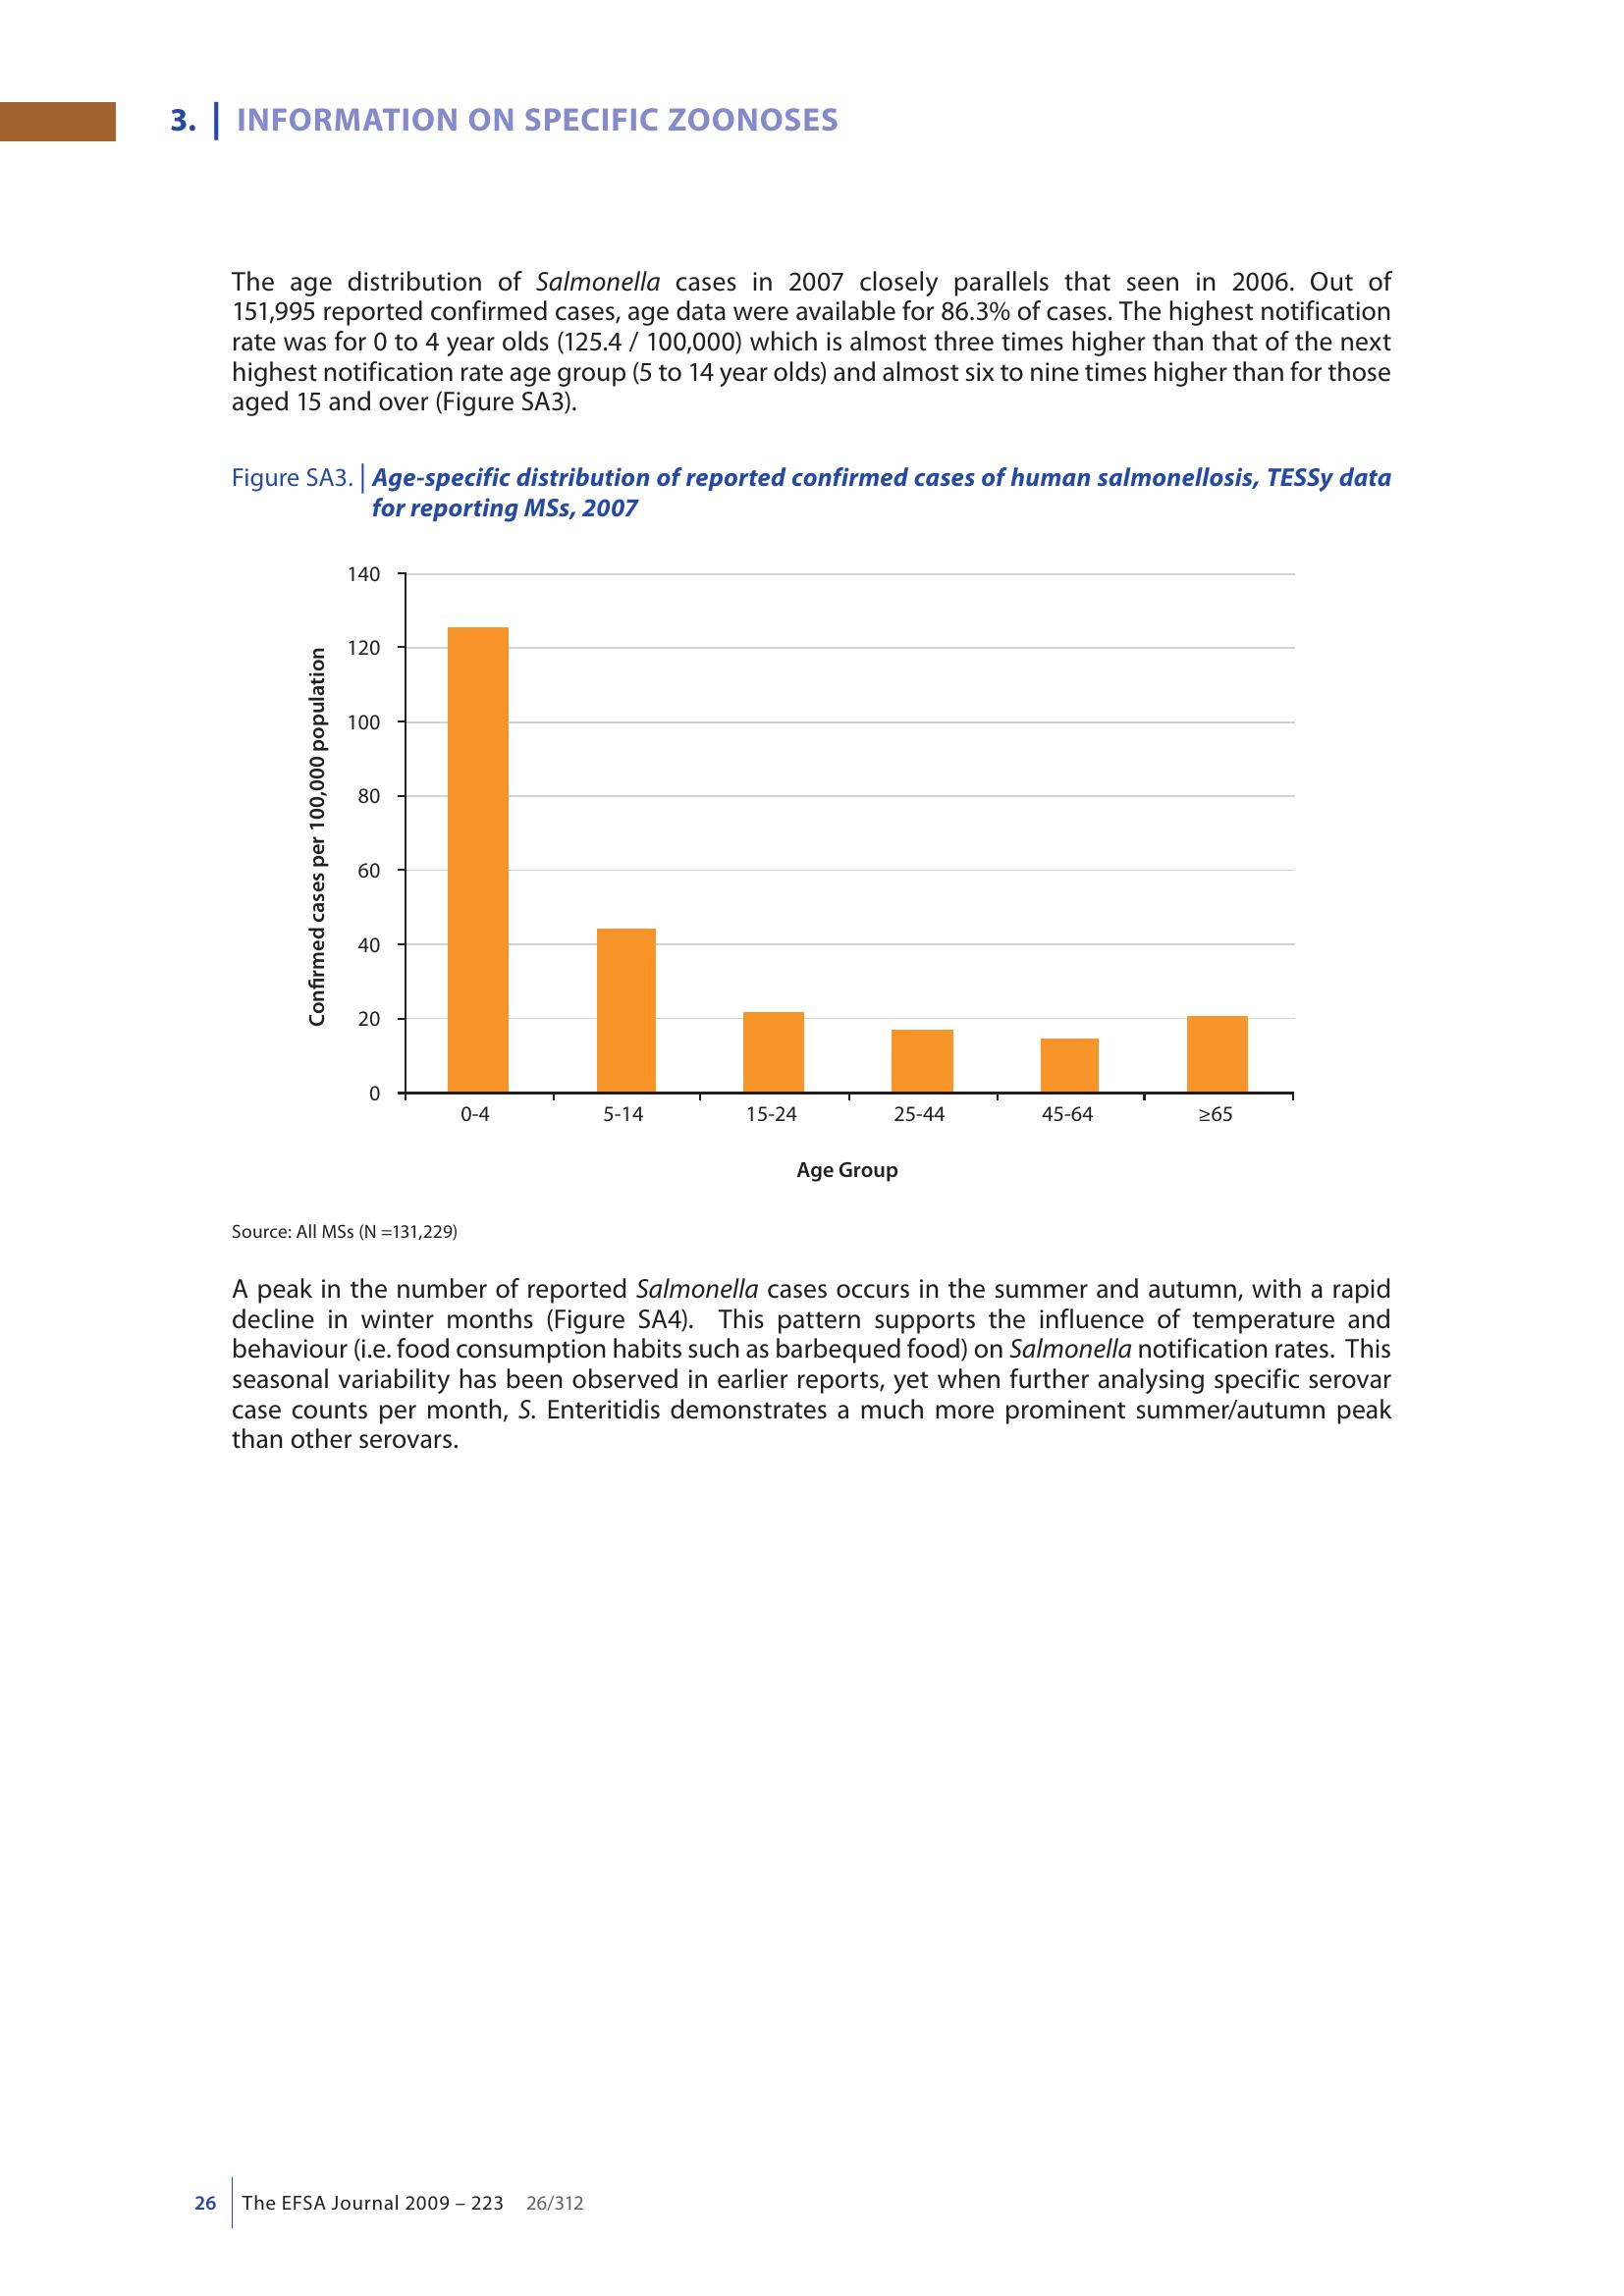 3. | INFORMATION ON SPECIFIC ZOONOSES
The age distribution of Salmonella cases in 2007 closely parallels that seen in 2006. Out of
151,995 reported confirmed cases, age data were available for 86.3% of cases. The highest notification
rate was for 0 to 4 year olds (125.4 / 100,000) which is almost three times higher than that of the next
highest notification rate age group (5 to 14 year olds) and almost six to nine times higher than for those
aged 15 and over (Figure SA3).
Figure SA3. | Age-specific distribution of reported confirmed cases of human salmonellosis, TESSy data
for reporting MSs, 2007
Confirmed cases per 100,000 population
140
120
100
80
60
40
20
0
0-4 5-14 15-24 25-44 45-64 ≥65
Age Group
Source: All MSs (N =131,229)
A peak in the number of reported Salmonella cases occurs in the summer and autumn, with a rapid
decline in winter months (Figure SA4). This pattern supports the influence of temperature and
behaviour (i.e. food consumption habits such as barbequed food) on Salmonella notification rates. This
seasonal variability has been observed in earlier reports, yet when further analysing specific serovar
case counts per month, S. Enteritidis demonstrates a much more prominent summer/autumn peak
than other serovars.
26 | The EFSA Journal 2009 – 223 26/312